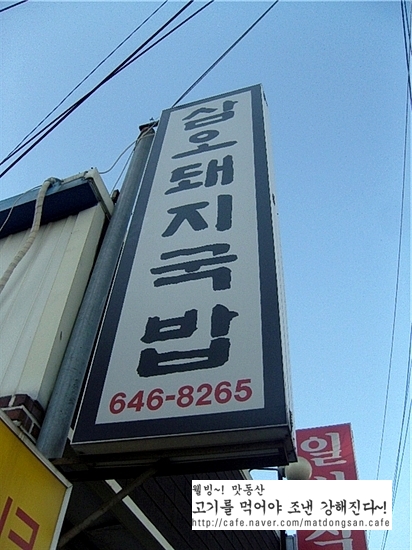 삼오돼지국밥
646-8265
웰빙~! 맛동산
고기를 먹어야 조낸 강해진다~!
http://cafe.naver.com/matdongsan.cafe